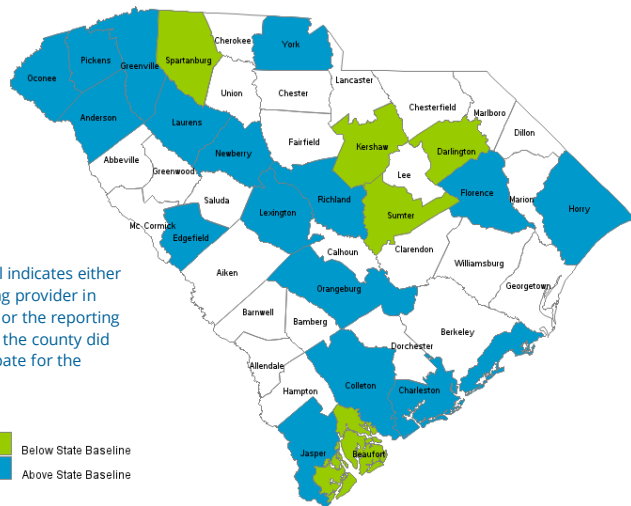 Cherokee
York
Spartanburg
Pickens
Greenville
Oconee
Lancaster
Union
Chester
Chesterfield
Marlboro
Anderson
Laurens
Dillon
Fairfield
Kershaw
Darlington
Newberry
Abbeville
Greenwood
Lee
Florence
Marion
Saluda
Richland
Horry
Lexington
Sumter
Mc Cormick
Edgefield
Calhoun
Clarendon
Williamsburg
Aiken
Orangeburg
Georgetown
Barnwell
Bamberg
Berkeley
Dorchester
Allendale
Colleton
Charleston
Hampton
Jasper
Beaufort
l indicates either
g provider in
or the reporting
the county did
pate for the
Below State Baseline
Above State Baseline